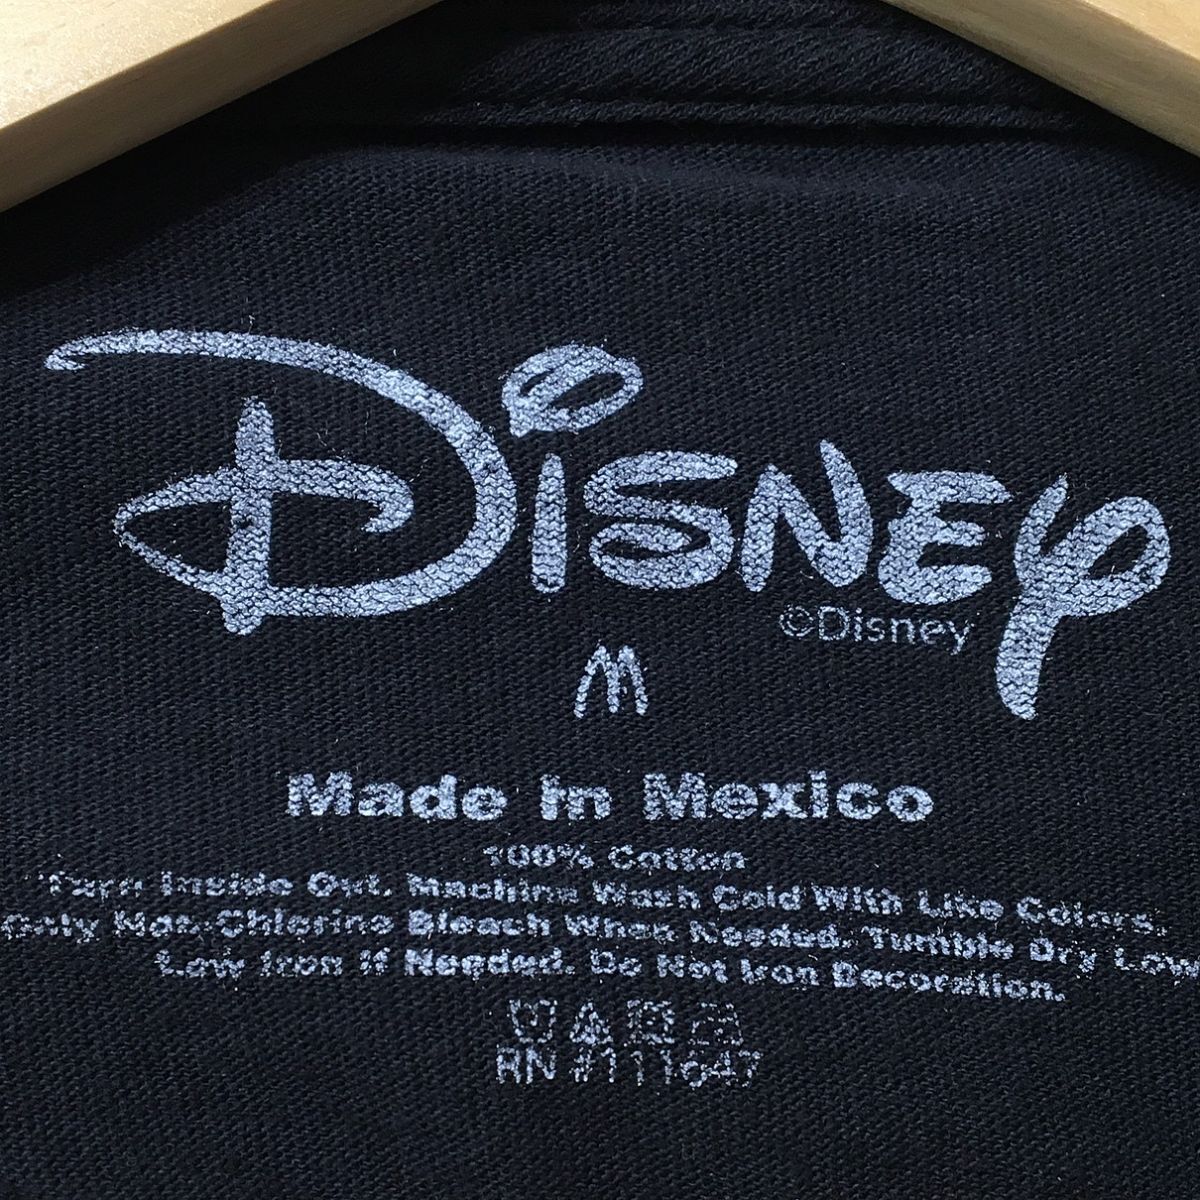 Disney
©Disney
M
Made In Mexico
100% Cotton
Turn Inside Out. Machine Wash Cold With Like Colors.
Only Non-Chlorine Bleach When Needed. Tumble Dry Low
Low Iron If Needed. Do Not Iron Decoration.
RN #111647